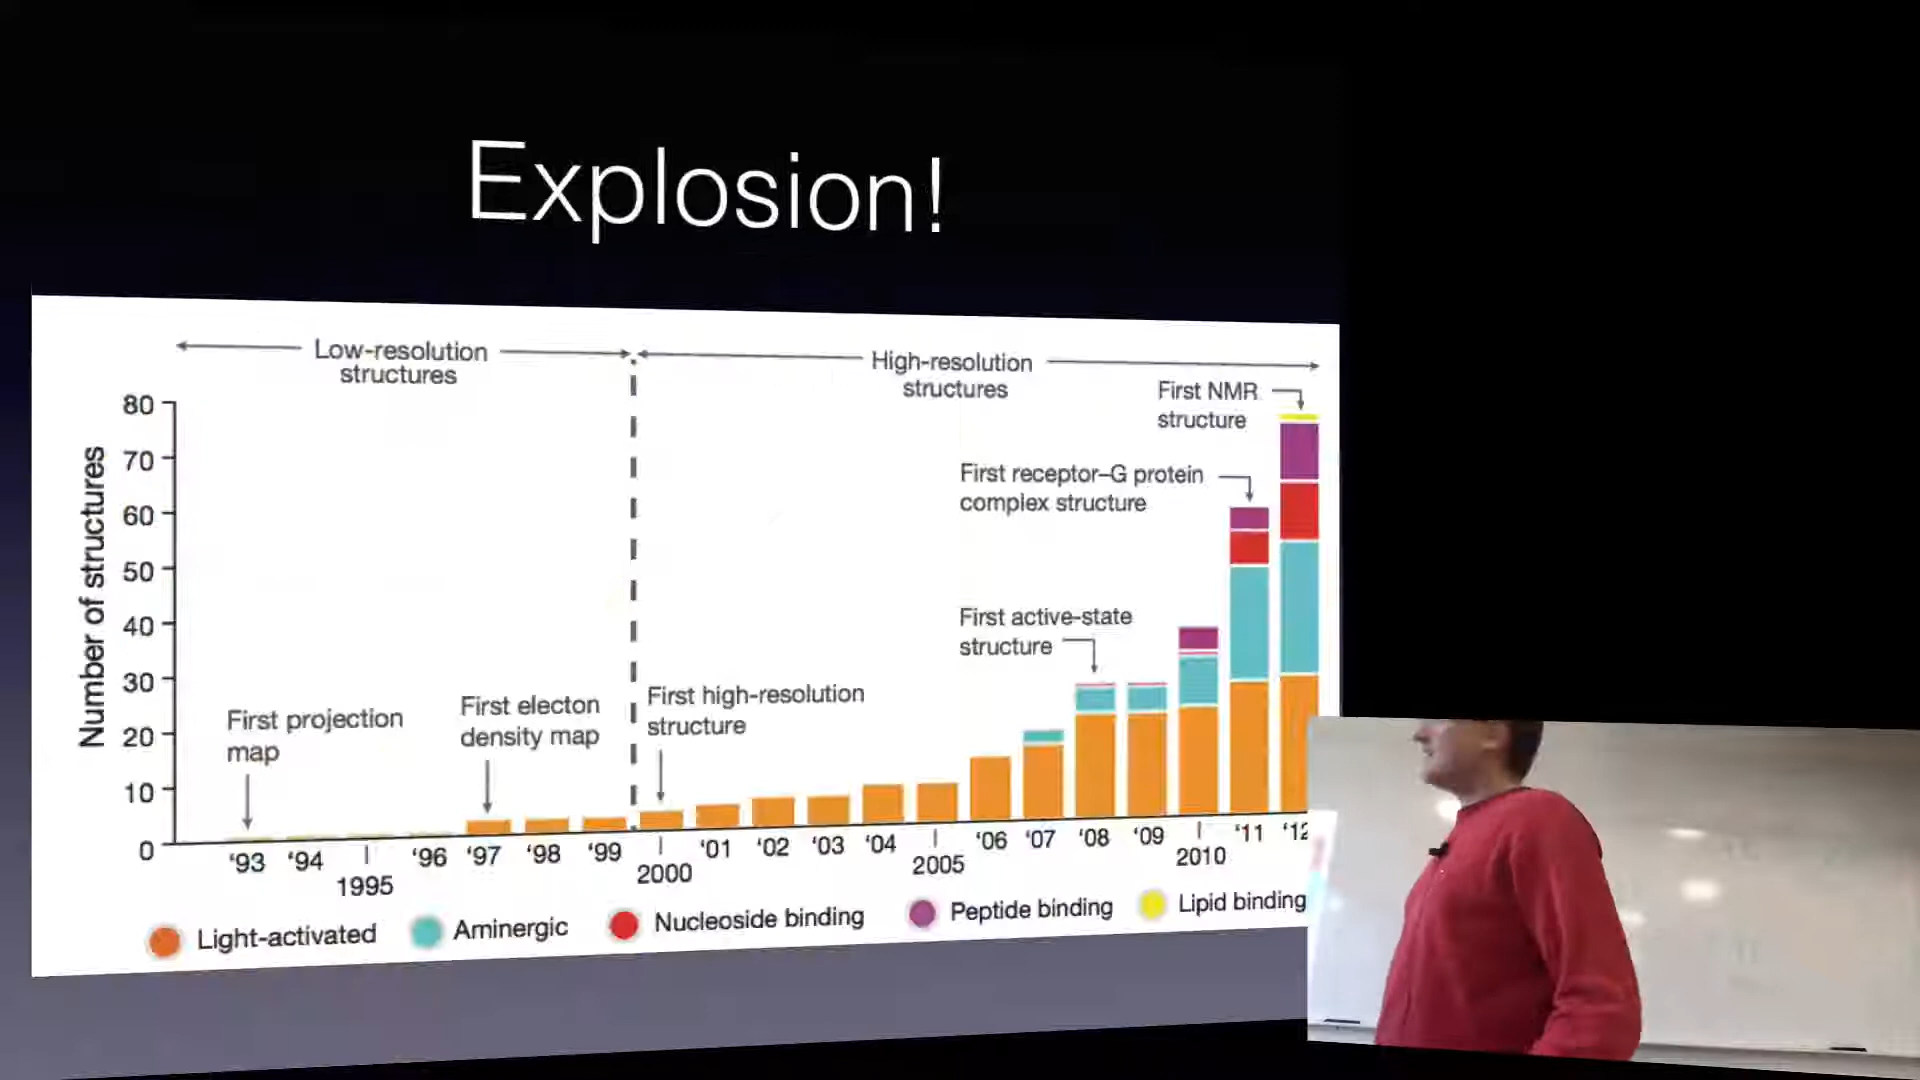 Explosion!
Low-resolution
structures
High-resolution
structures
First NMR
structure
First receptor–G protein
complex structure
First active-state
structure
First high-resolution
structure
First electon
density map
First projection
map
Number of structures
80
70
60
50
40
30
20
10
0
'93 '94 1995 '96 '97 '98 '99 2000 '01 '02 '03 '04 2005 '06 '07 '08 '09 2010 '11 '12
Light-activated Aminergic Nucleoside binding Peptide binding Lipid binding